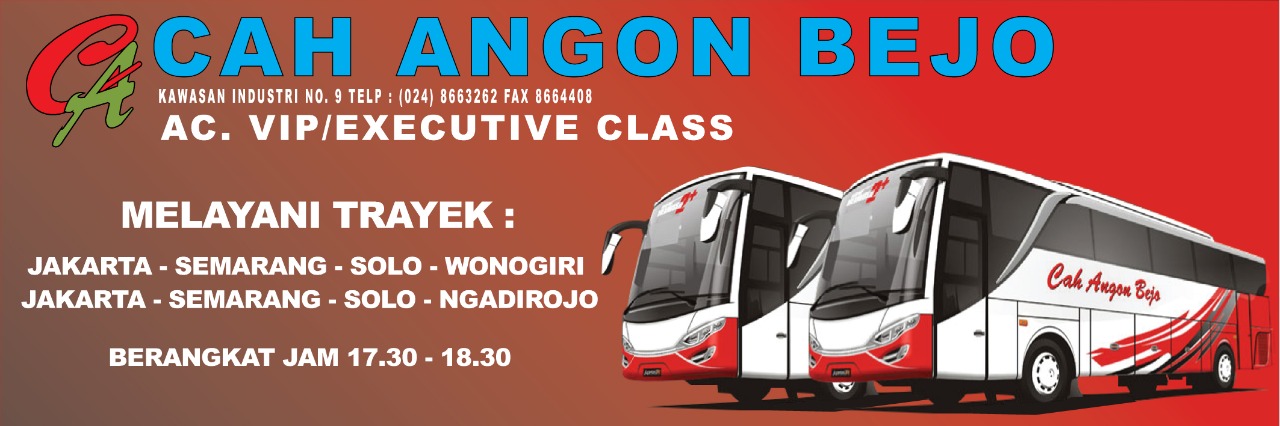 CA
CAH ANGON BEJO
KAWASAN INDUSTRI NO. 9 TELP : (024) 8663262 FAX 8664408
AC. VIP/EXECUTIVE CLASS
MELAYANI TRAYEK :
JAKARTA - SEMARANG - SOLO - WONOGIRI
JAKARTA - SEMARANG - SOLO - NGADIROJO
BERANGKAT JAM 17.30 - 18.30
Cah Angon Bejo